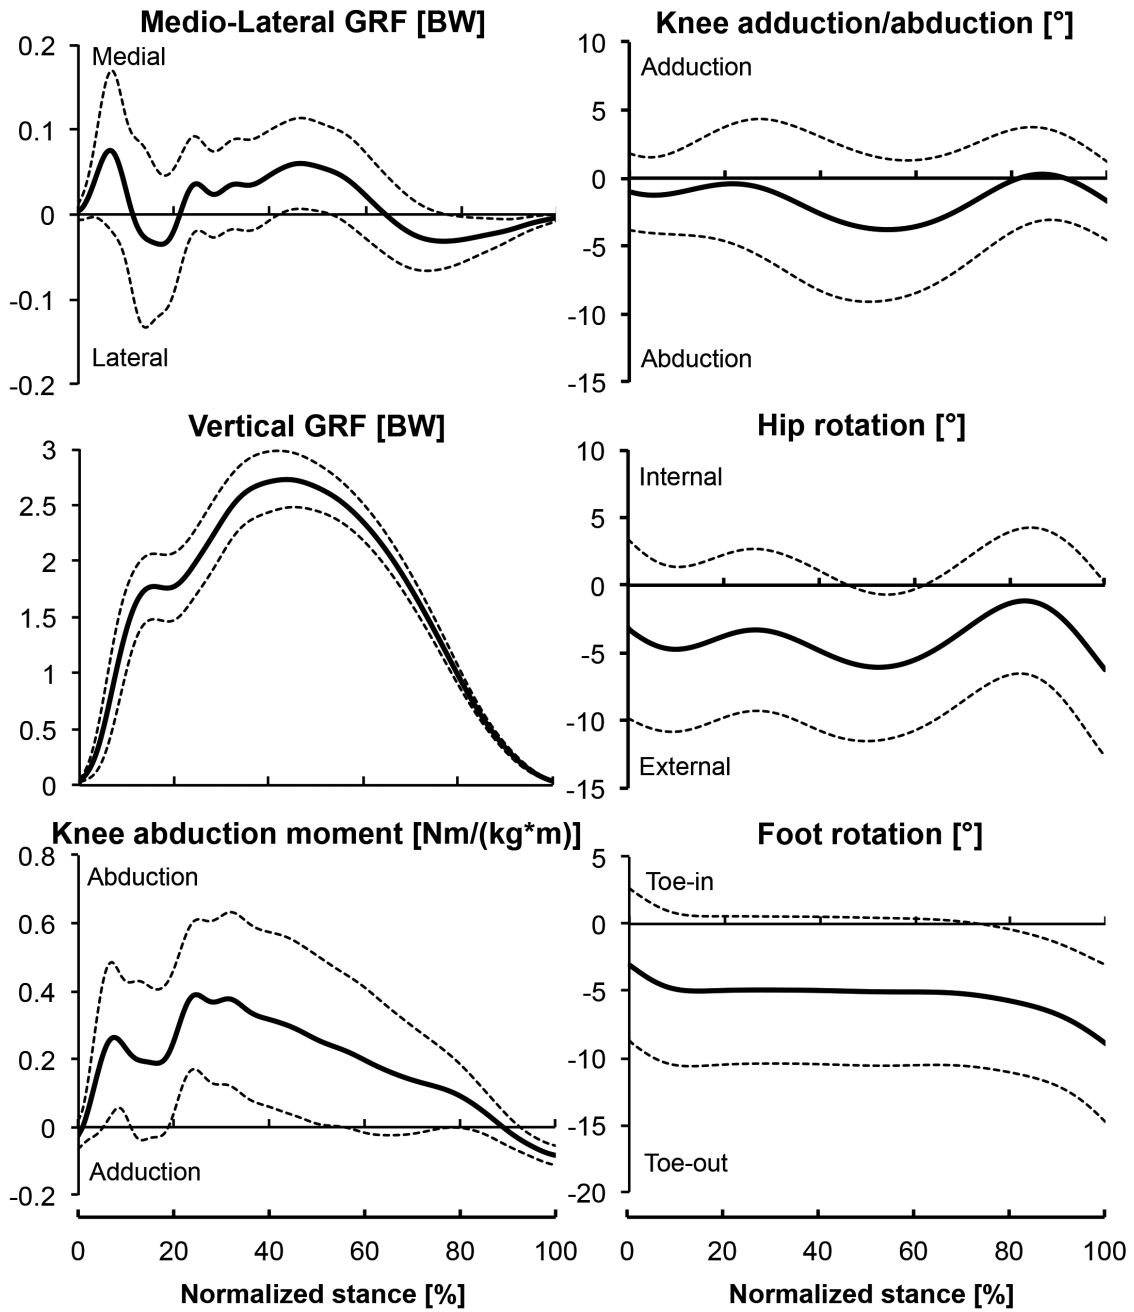 Medio-Lateral GRF [BW]
0.2
Medial
0.1
0
-0.1
Lateral
-0.2
Knee adduction/abduction [°]
10
Adduction
5
0
-5
-10
Abduction
-15
Vertical GRF [BW]
3
2.5
2
1.5
1
0.5
0
Hip rotation [°]
10
Internal
5
0
-5
-10
External
-15
Knee abduction moment [Nm/(kg*m)]
0.8
Abduction
0.6
0.4
0.2
0
Adduction
-0.2
0 20 40 60 80 100
Normalized stance [%]
Foot rotation [°]
5
Toe-in
0
-5
-10
-15
Toe-out
-20
0 20 40 60 80 100
Normalized stance [%]